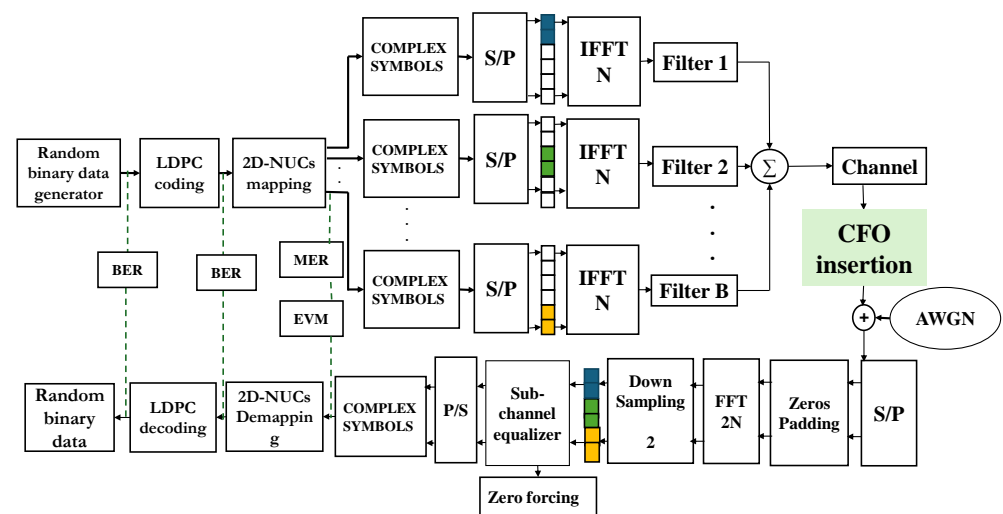 Random
binary data
generator
LDPC
coding
2D-NUCs
mapping
COMPLEX
SYMBOLS
S/P
IFFT
N
Filter 1
COMPLEX
SYMBOLS
S/P
IFFT
N
Filter 2
COMPLEX
SYMBOLS
S/P
IFFT
N
Filter B
Σ
Channel
CFO
insertion
+
AWGN
BER
BER
MER
EVM
Random
binary
data
LDPC
decoding
2D-NUCs
Demappin
g
COMPLEX
SYMBOLS
P/S
Sub-
channel
equalizer
Zero forcing
Down
Sampling
2
FFT
2N
Zeros
Padding
S/P